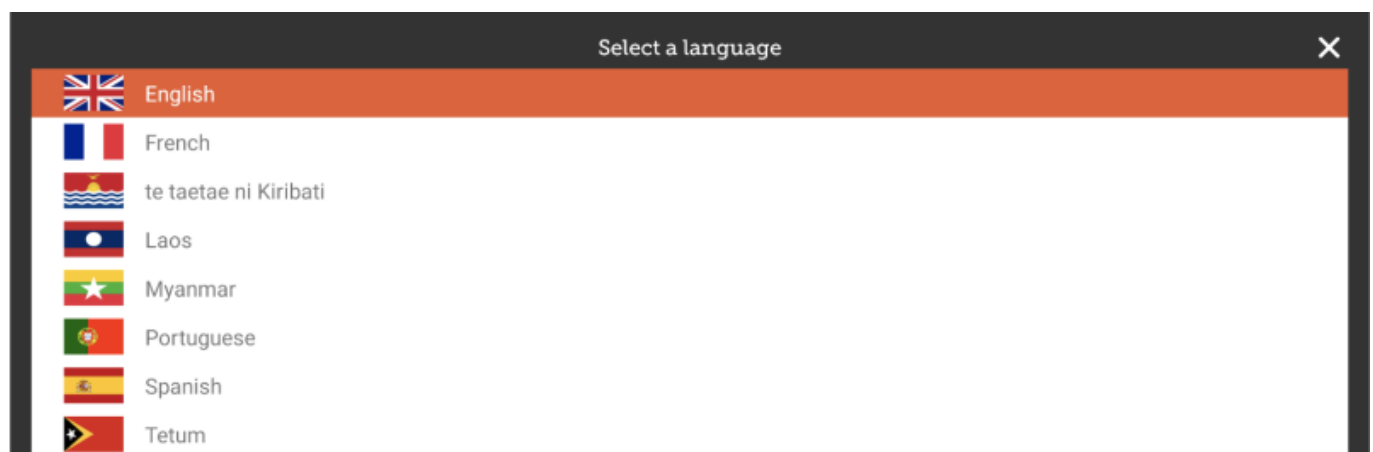 Select a language
English
French
te taetae ni Kiribati
Laos
Myanmar
Portuguese
Spanish
Tetum